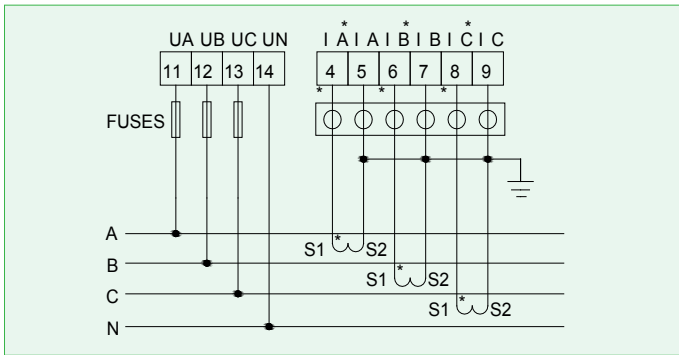 UA UB UC UN
I A* I A I B* I B I C* I C
11 12 13 14
4 5 6 7 8 9
* * *
FUSES
A
* S1 S2
B
* S1 S2
C
* S1 S2
N